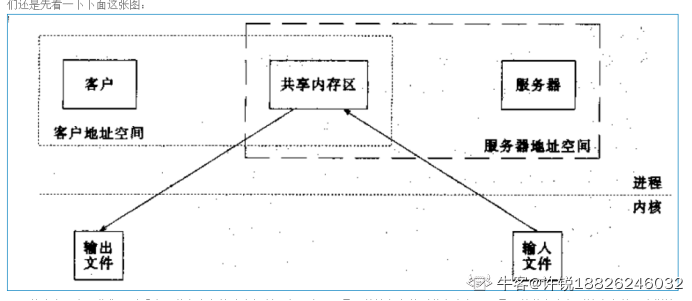 们还是先看一下下面这张图：
客户
共享内存区
服务器
客户地址空间
服务器地址空间
进程
内核
输出
文件
输入
文件
牛客@许锐18826246032